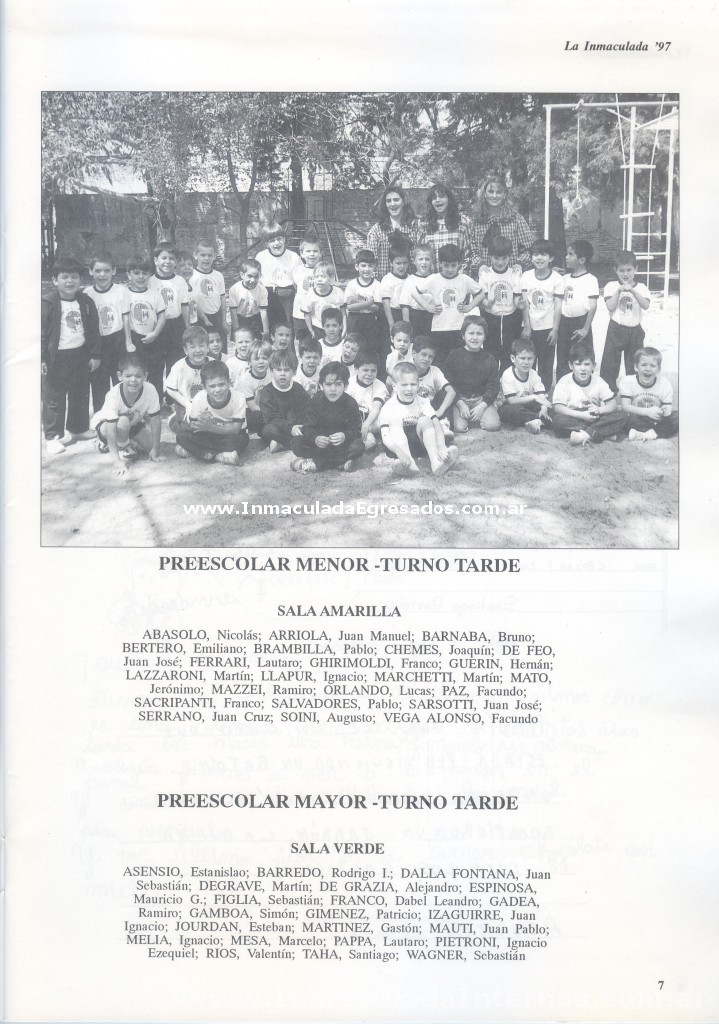 La Inmaculada '97
www.InmaculadaEgresados.com.ar
PREESCOLAR MENOR -TURNO TARDE
SALA AMARILLA
ABASOLO, Nicolás; ARRIOLA, Juan Manuel; BARNABA, Bruno;
BERTERO, Emiliano; BRAMBILLA, Pablo; CHEMES, Joaquín; DE FEO,
Juan José; FERRARI, Lautaro; GHIRIMOLDI, Franco; GUERIN, Hernán;
LAZZARONI, Martín; LLAPUR, Ignacio; MARCHETTI, Martín; MATO,
Jerónimo; MAZZEI, Ramiro; ORLANDO, Lucas; PAZ, Facundo;
SACRIPANTI, Franco; SALVADORES, Pablo; SARSOTTI, Juan José;
SERRANO, Juan Cruz; SOINI, Augusto; VEGA ALONSO, Facundo
PREESCOLAR MAYOR -TURNO TARDE
SALA VERDE
ASENSIO, Estanislao; BARREDO, Rodrigo I.; DALLA FONTANA, Juan
Sebastián; DEGRAVE, Martín; DE GRAZIA, Alejandro; ESPINOSA,
Mauricio G.; FIGLIA, Sebastián; FRANCO, Dabel Leandro; GADEA,
Ramiro; GAMBOA, Simón; GIMENEZ, Patricio; IZAGUIRRE, Juan
Ignacio; JOURDAN, Esteban; MARTINEZ, Gastón; MAUTI, Juan Pablo;
MELIA, Ignacio; MESA, Marcelo; PAPPA, Lautaro; PIETRONI, Ignacio
Ezequiel; RIOS, Valentín; TAHA, Santiago; WAGNER, Sebastián
7